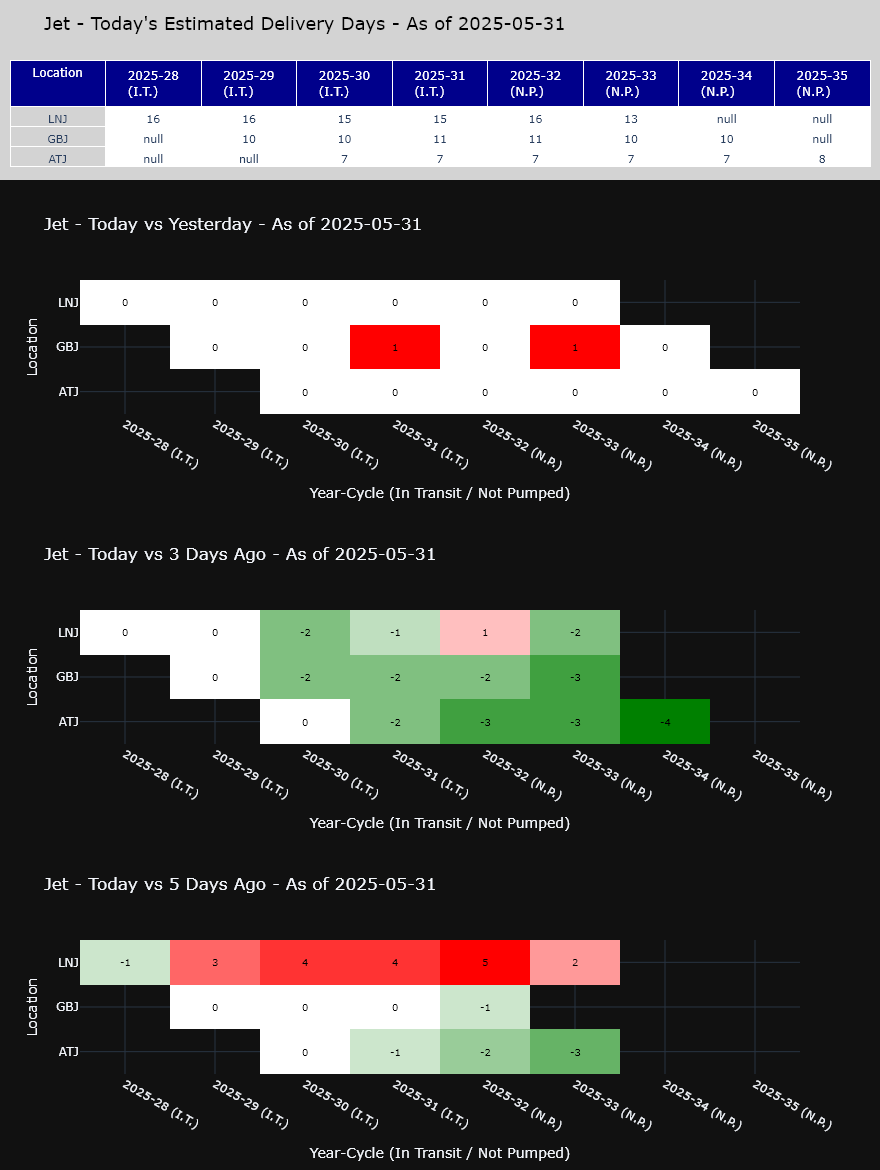 Jet - Today's Estimated Delivery Days - As of 2025-05-31
Location 2025-28 (I.T.) 2025-29 (I.T.) 2025-30 (I.T.) 2025-31 (I.T.) 2025-32 (N.P.) 2025-33 (N.P.) 2025-34 (N.P.) 2025-35 (N.P.)
LNJ 16 16 15 15 16 13 null null
GBJ null 10 10 11 11 10 10 null
ATJ null null 7 7 7 7 7 8
Jet - Today vs Yesterday - As of 2025-05-31
LNJ 0 0 0 0 0 0
GBJ 0 0 1 0 1 0
ATJ 0 0 0 0 0 0
Location
2025-28 (I.T.) 2025-29 (I.T.) 2025-30 (I.T.) 2025-31 (I.T.) 2025-32 (N.P.) 2025-33 (N.P.) 2025-34 (N.P.) 2025-35 (N.P.)
Year-Cycle (In Transit / Not Pumped)
Jet - Today vs 3 Days Ago - As of 2025-05-31
LNJ 0 0 -2 -1 1 -2
GBJ 0 -2 -2 -2 -3
ATJ 0 -2 -3 -3 -4
Location
2025-28 (I.T.) 2025-29 (I.T.) 2025-30 (I.T.) 2025-31 (I.T.) 2025-32 (N.P.) 2025-33 (N.P.) 2025-34 (N.P.) 2025-35 (N.P.)
Year-Cycle (In Transit / Not Pumped)
Jet - Today vs 5 Days Ago - As of 2025-05-31
LNJ -1 3 4 4 5 2
GBJ 0 0 0 -1
ATJ 0 -1 -2 -3
Location
2025-28 (I.T.) 2025-29 (I.T.) 2025-30 (I.T.) 2025-31 (I.T.) 2025-32 (N.P.) 2025-33 (N.P.) 2025-34 (N.P.) 2025-35 (N.P.)
Year-Cycle (In Transit / Not Pumped)